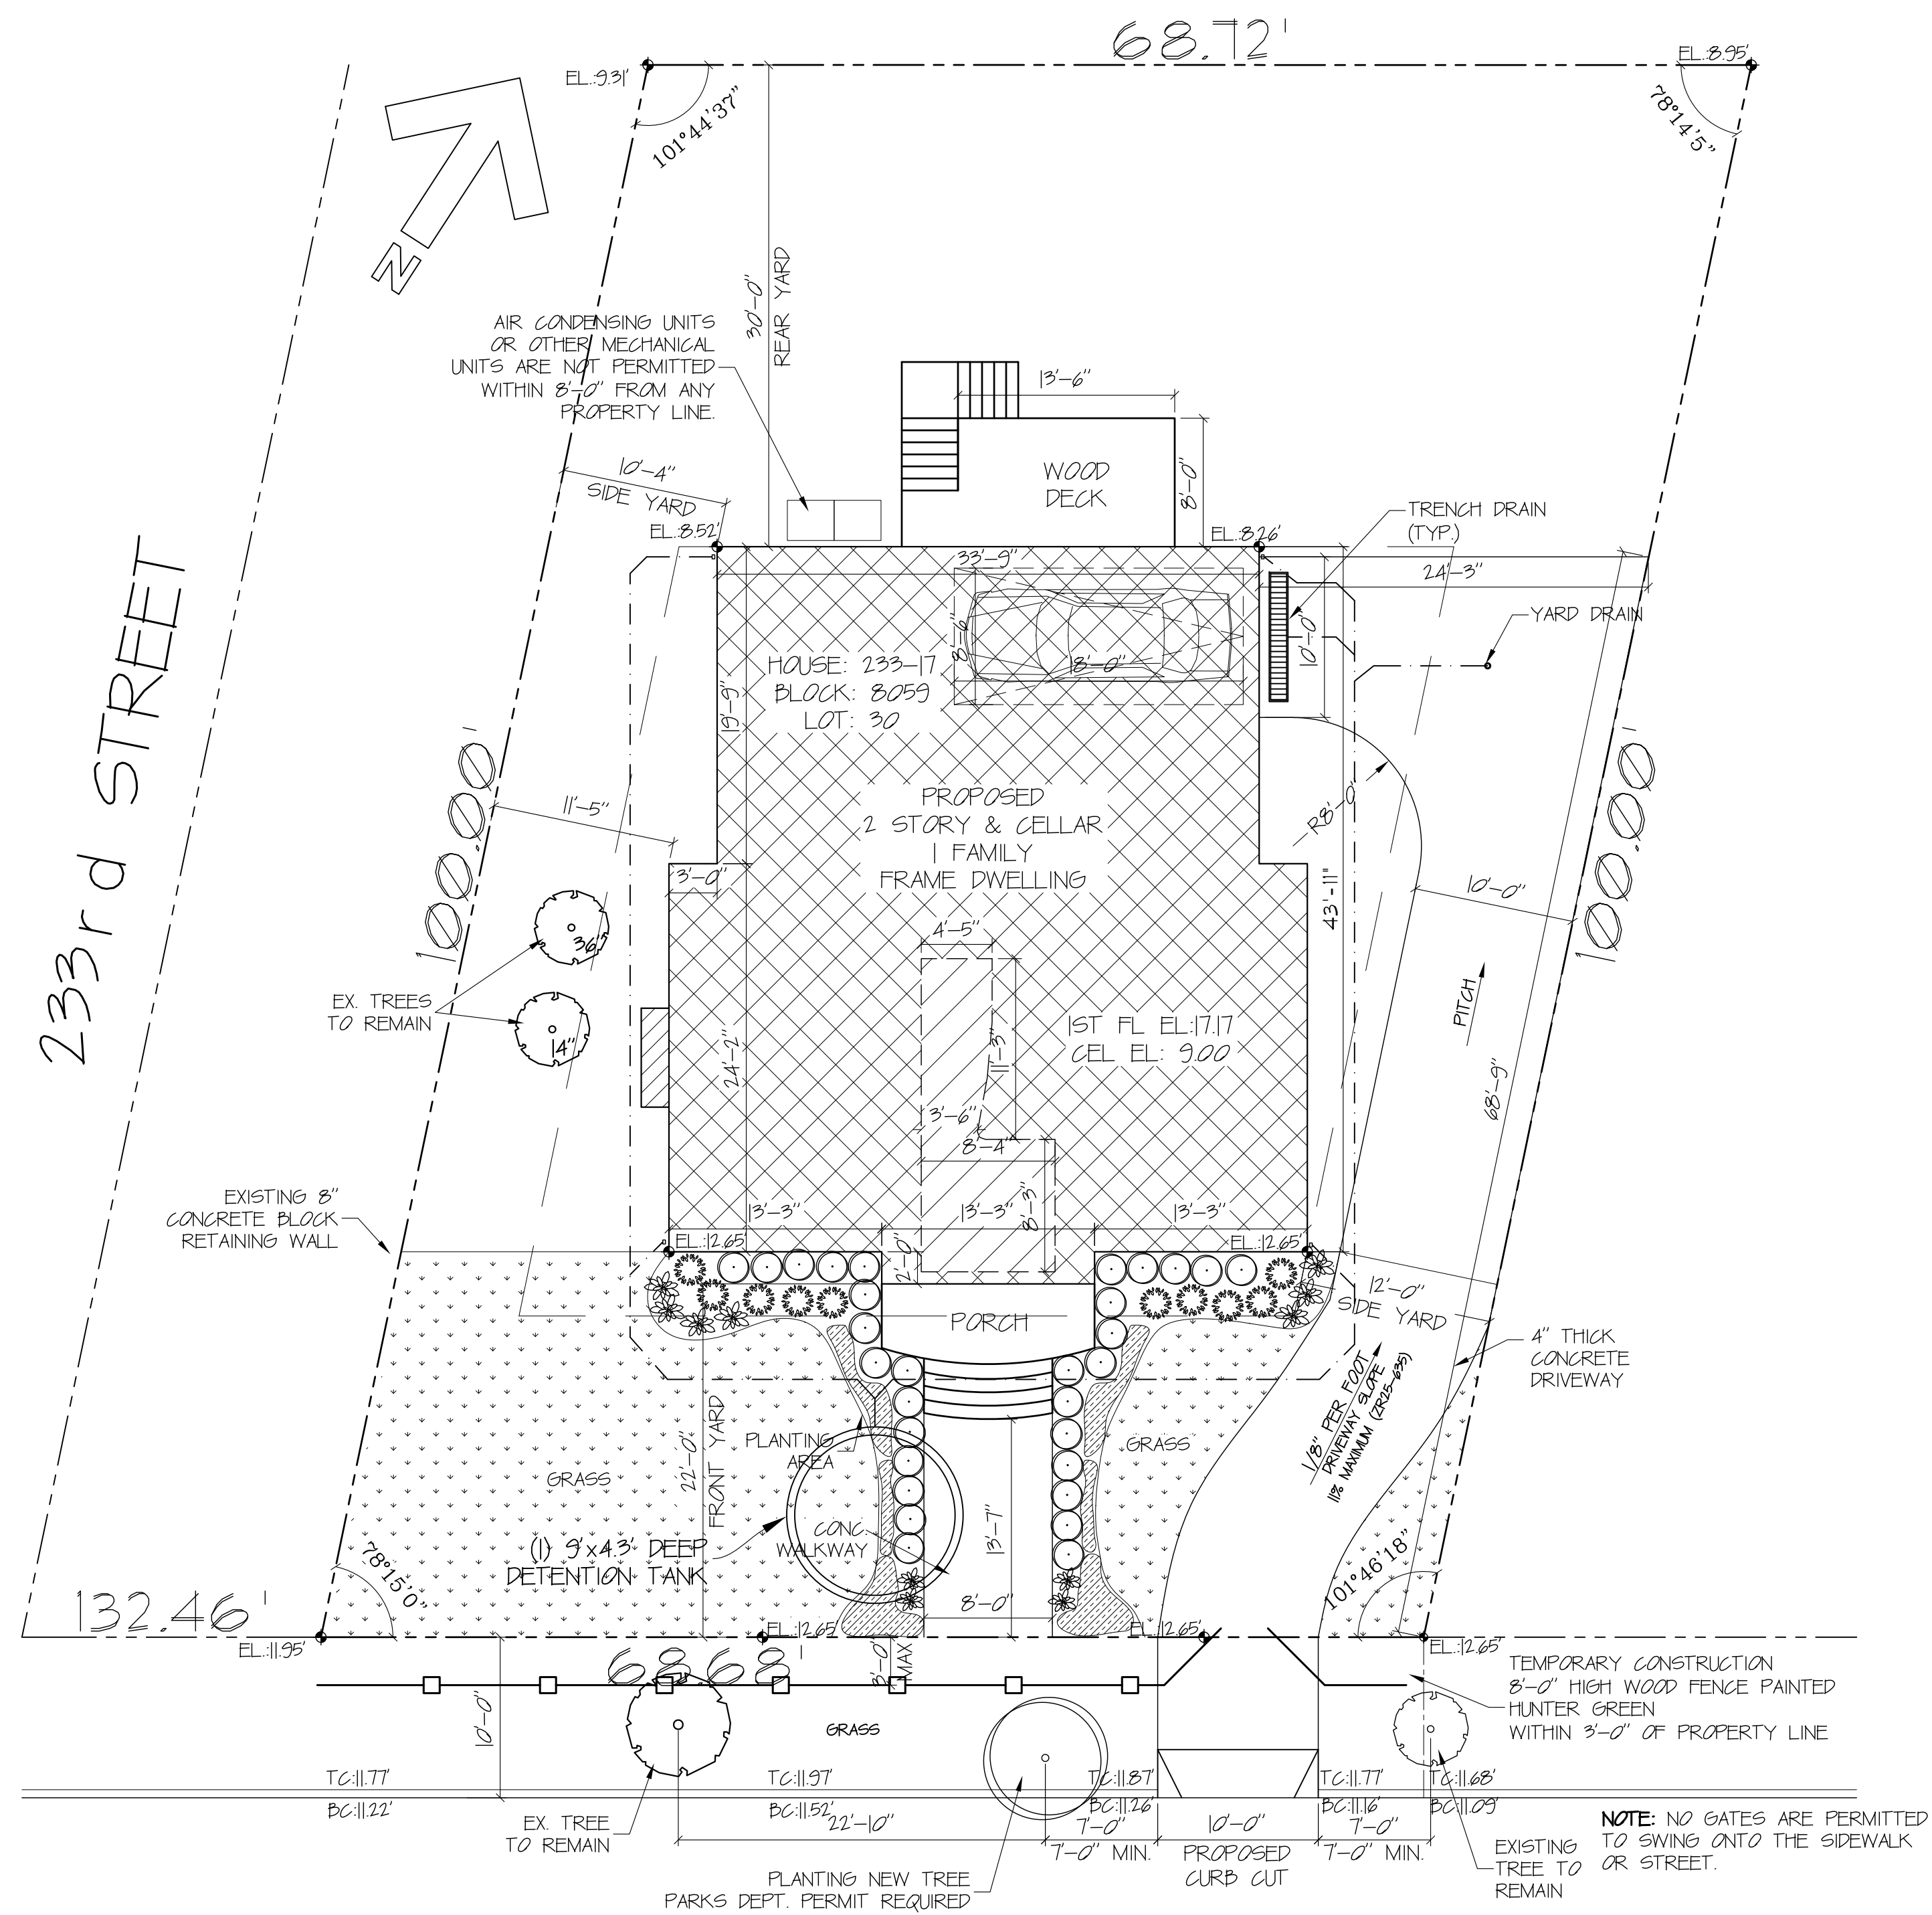 68.72'
EL.:9.31'
EL.:8.95'
101°44'37"
78°14'5"
N
30'-0"
REAR YARD
AIR CONDENSING UNITS
OR OTHER MECHANICAL
UNITS ARE NOT PERMITTED
WITHIN 8'-0" FROM ANY
PROPERTY LINE.
13'-6"
WOOD
DECK
8'-0"
10'-4"
SIDE YARD
EL.:8.52'
EL.:8.26'
TRENCH DRAIN
(TYP.)
24'-3"
YARD DRAIN
33'-9"
8'-6"
18'-0"
10'-0"
HOUSE: 233-17
BLOCK: 8059
LOT: 30
19'-9"
23rd STREET
100.00'
100.00'
R8'-0"
PROPOSED
2 STORY & CELLAR
1 FAMILY
FRAME DWELLING
11'-5"
3'-0"
43'-11"
10'-0"
4'-5"
36"
14"
EX. TREES
TO REMAIN
PITCH
1ST FL EL:17.17
CEL EL: 9.00
11'-3"
24'-2"
68'-9"
3'-6"
8'-4"
8'-3"
EXISTING 8"
CONCRETE BLOCK
RETAINING WALL
13'-3"
13'-3"
13'-3"
EL.:12.65'
2'-0"
EL.:12.65'
12'-0"
SIDE YARD
PORCH
4" THICK
CONCRETE
DRIVEWAY
1/8" PER FOOT
DRIVEWAY SLOPE
11% MAXIMUM (ZR25-635)
22'-0"
FRONT YARD
PLANTING
AREA
GRASS
GRASS
13'-7"
CONC.
WALKWAY
(1) 9'x4.3' DEEP
DETENTION TANK
78°15'0"
101°46'18"
8'-0"
132.46'
EL.:11.95'
EL.:12.65'
EL.:12.65'
EL.:12.65'
68.68'
3'-0"
MAX
TEMPORARY CONSTRUCTION
8'-0" HIGH WOOD FENCE PAINTED
HUNTER GREEN
WITHIN 3'-0" OF PROPERTY LINE
10'-0"
GRASS
TC:11.77'
TC:11.97'
TC:11.87'
TC:11.77'
TC:11.68'
BC:11.22'
BC:11.52'
BC:11.26'
BC:11.16'
BC:11.09'
EX. TREE
TO REMAIN
22'-10"
7'-0"
7'-0" MIN.
10'-0"
PROPOSED
CURB CUT
7'-0"
7'-0" MIN.
EXISTING
TREE TO
REMAIN
NOTE: NO GATES ARE PERMITTED
TO SWING ONTO THE SIDEWALK
OR STREET.
PLANTING NEW TREE
PARKS DEPT. PERMIT REQUIRED